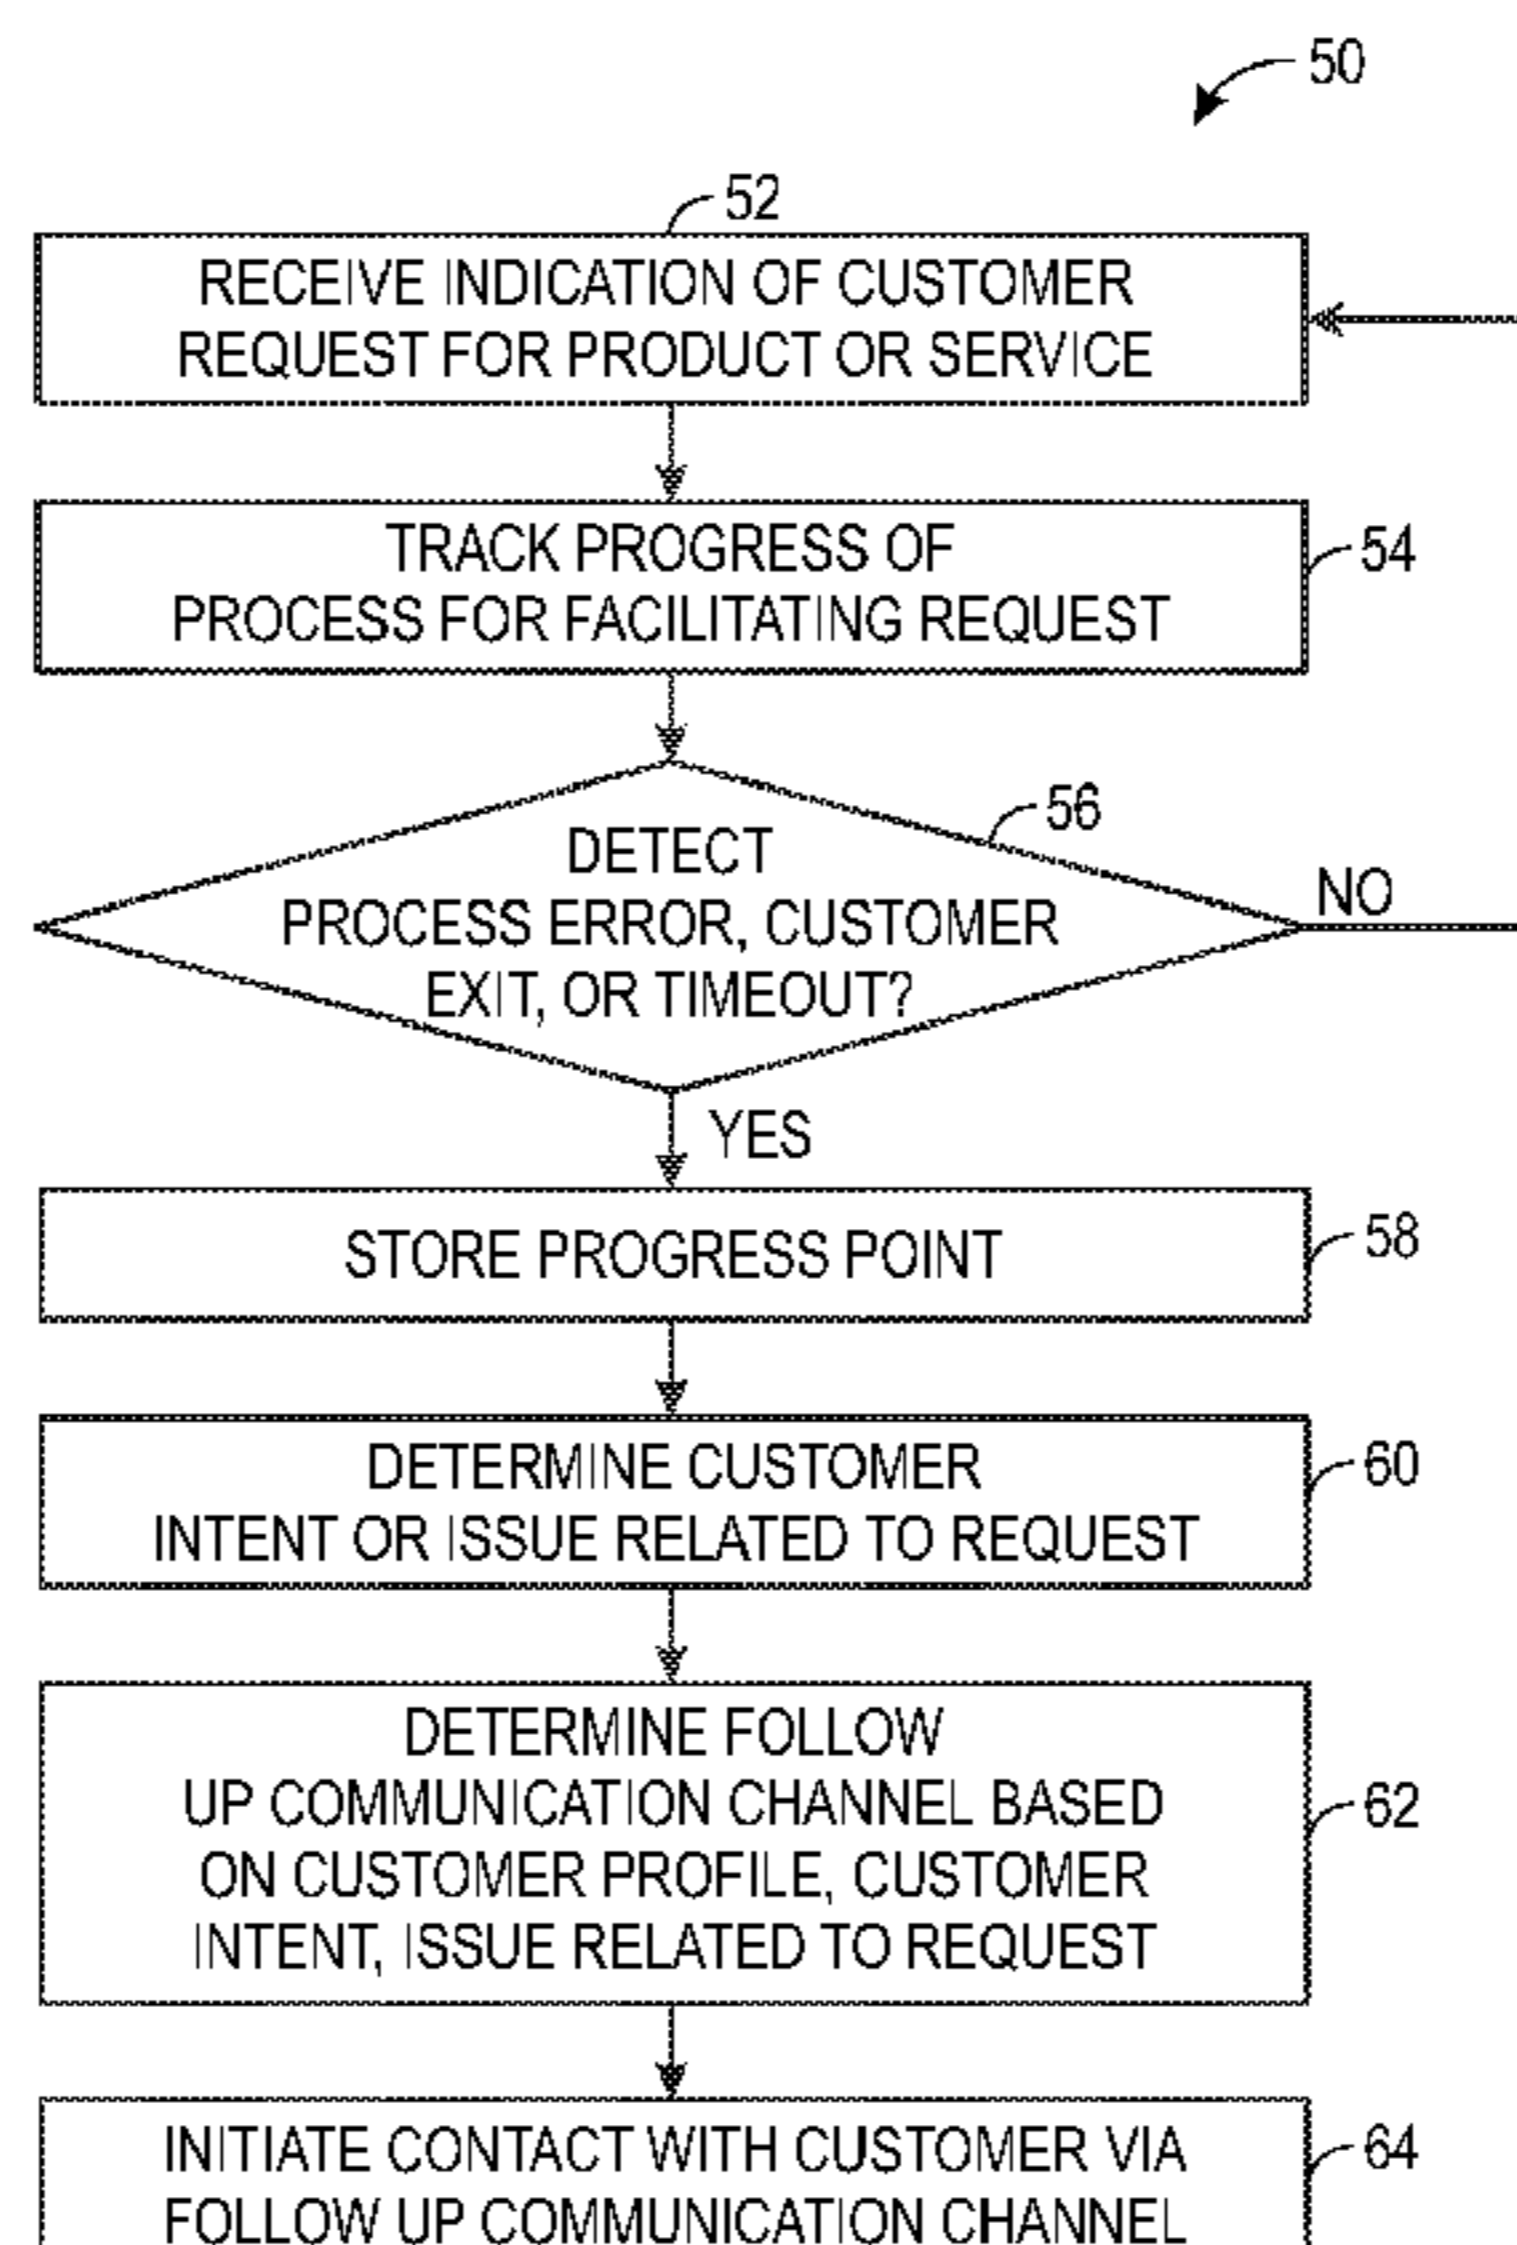 50
52
RECEIVE INDICATION OF CUSTOMER
REQUEST FOR PRODUCT OR SERVICE
TRACK PROGRESS OF
PROCESS FOR FACILITATING REQUEST
54
56
DETECT
PROCESS ERROR, CUSTOMER
EXIT, OR TIMEOUT?
NO
YES
STORE PROGRESS POINT
58
DETERMINE CUSTOMER
INTENT OR ISSUE RELATED TO REQUEST
60
DETERMINE FOLLOW
UP COMMUNICATION CHANNEL BASED
ON CUSTOMER PROFILE, CUSTOMER
INTENT, ISSUE RELATED TO REQUEST
62
INITIATE CONTACT WITH CUSTOMER VIA
FOLLOW UP COMMUNICATION CHANNEL
64